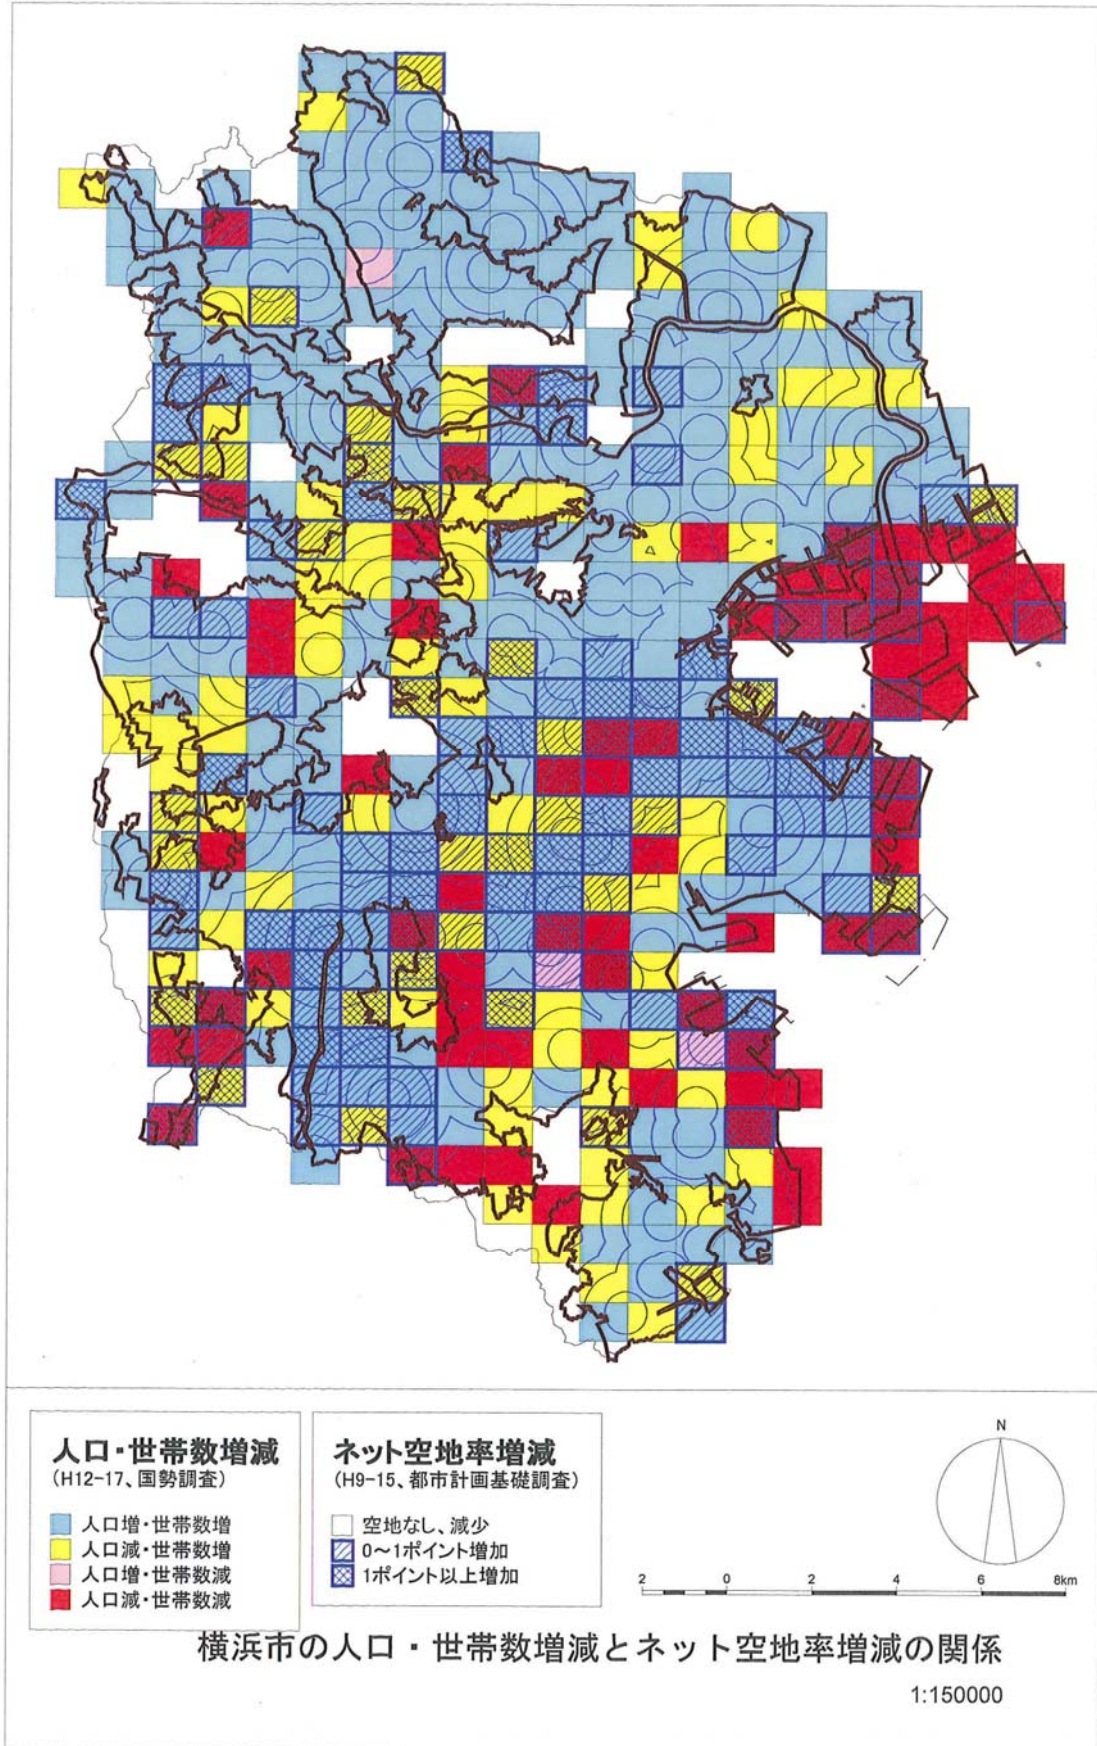 人口・世帯数増減
(H12-17、国勢調査)
人口増・世帯数増
人口減・世帯数増
人口増・世帯数減
人口減・世帯数減
ネット空地率増減
(H9-15、都市計画基礎調査)
空地なし、減少
0～1ポイント増加
1ポイント以上増加
N
2 0 2 4 6 8km
横浜市の人口・世帯数増減とネット空地率増減の関係
1:150000